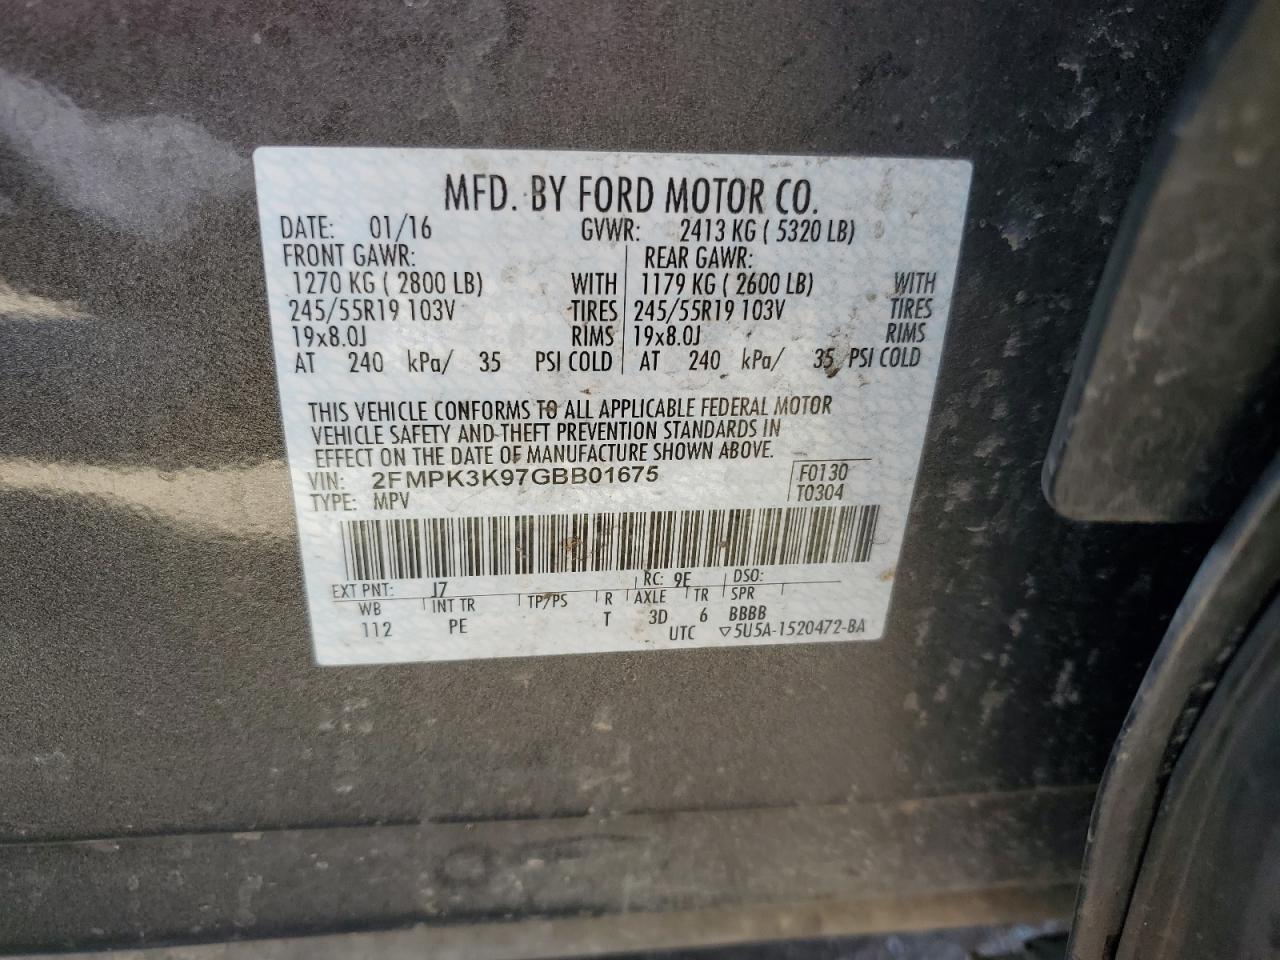 MFD. BY FORD MOTOR CO.
DATE: 01/16 GVWR: 2413 KG ( 5320 LB)
FRONT GAWR: REAR GAWR:
1270 KG ( 2800 LB) WITH 1179 KG ( 2600 LB) WITH
245/55R19 103V TIRES 245/55R19 103V TIRES
19x8.0J RIMS 19x8.0J RIMS
AT 240 kPa/ 35 PSI COLD AT 240 kPa/ 35 PSI COLD
THIS VEHICLE CONFORMS TO ALL APPLICABLE FEDERAL MOTOR
VEHICLE SAFETY AND THEFT PREVENTION STANDARDS IN
EFFECT ON THE DATE OF MANUFACTURE SHOWN ABOVE.
VIN: 2FMPK3K97GBB01675 F0130
TYPE: MPV T0304
EXT PNT: J7 RC: 9F DSO:
WB INT TR TP/PS R AXLE TR SPR
112 PE T 3D 6 BBBB
UTC ▽5U5A-1520472-BA